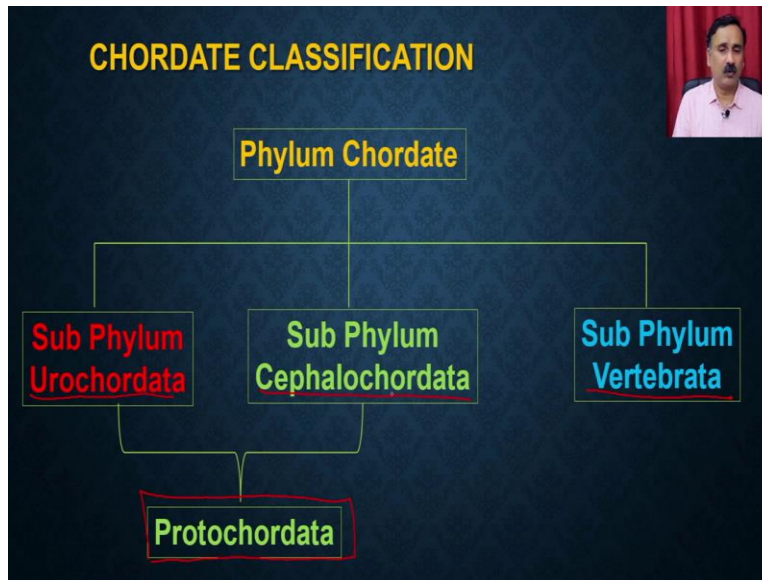 CHORDATE CLASSIFICATION
Phylum Chordate
Sub Phylum
Urochordata
Sub Phylum
Cephalochordata
Sub Phylum
Vertebrata
Protochordata